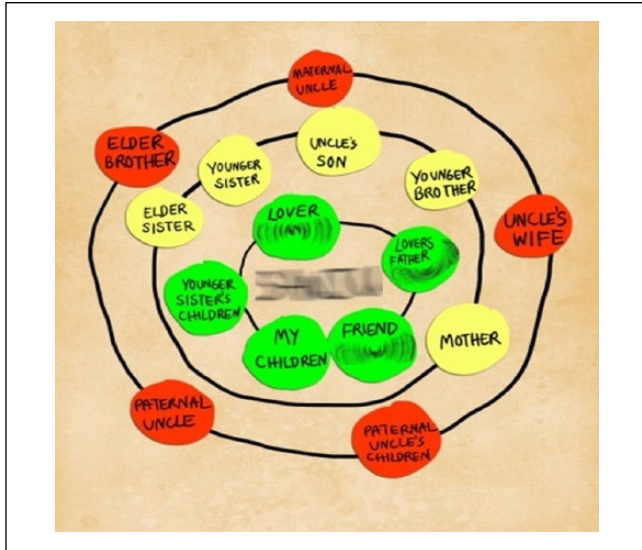 MATERNAL
UNCLE
ELDER
BROTHER
YOUNGER
SISTER
UNCLE'S
SON
YOUNGER
BROTHER
ELDER
SISTER
LOVER
UNCLE'S
WIFE
LOVERS
FATHER
YOUNGER
SISTER'S
CHILDREN
MY
CHILDREN
FRIEND
MOTHER
PATERNAL
UNCLE
PATERNAL
UNCLE'S
CHILDREN